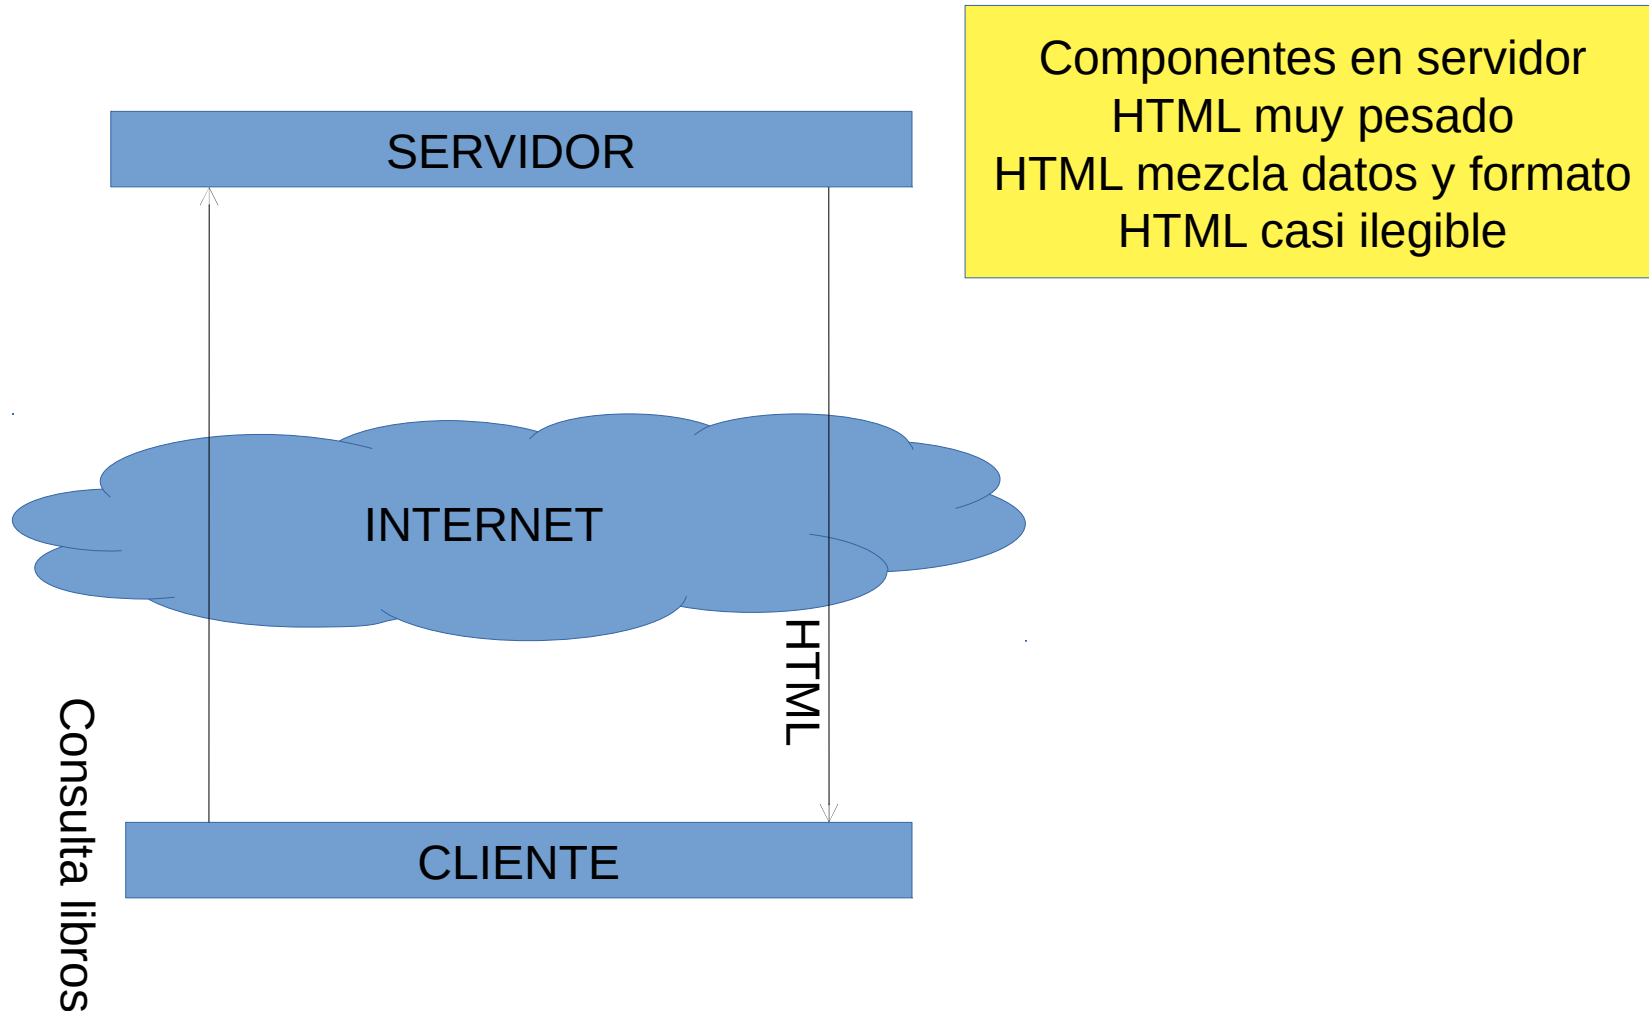 Componentes en servidor
HTML muy pesado
HTML mezcla datos y formato
HTML casi ilegible
SERVIDOR
INTERNET
HTML
Consulta libros
CLIENTE